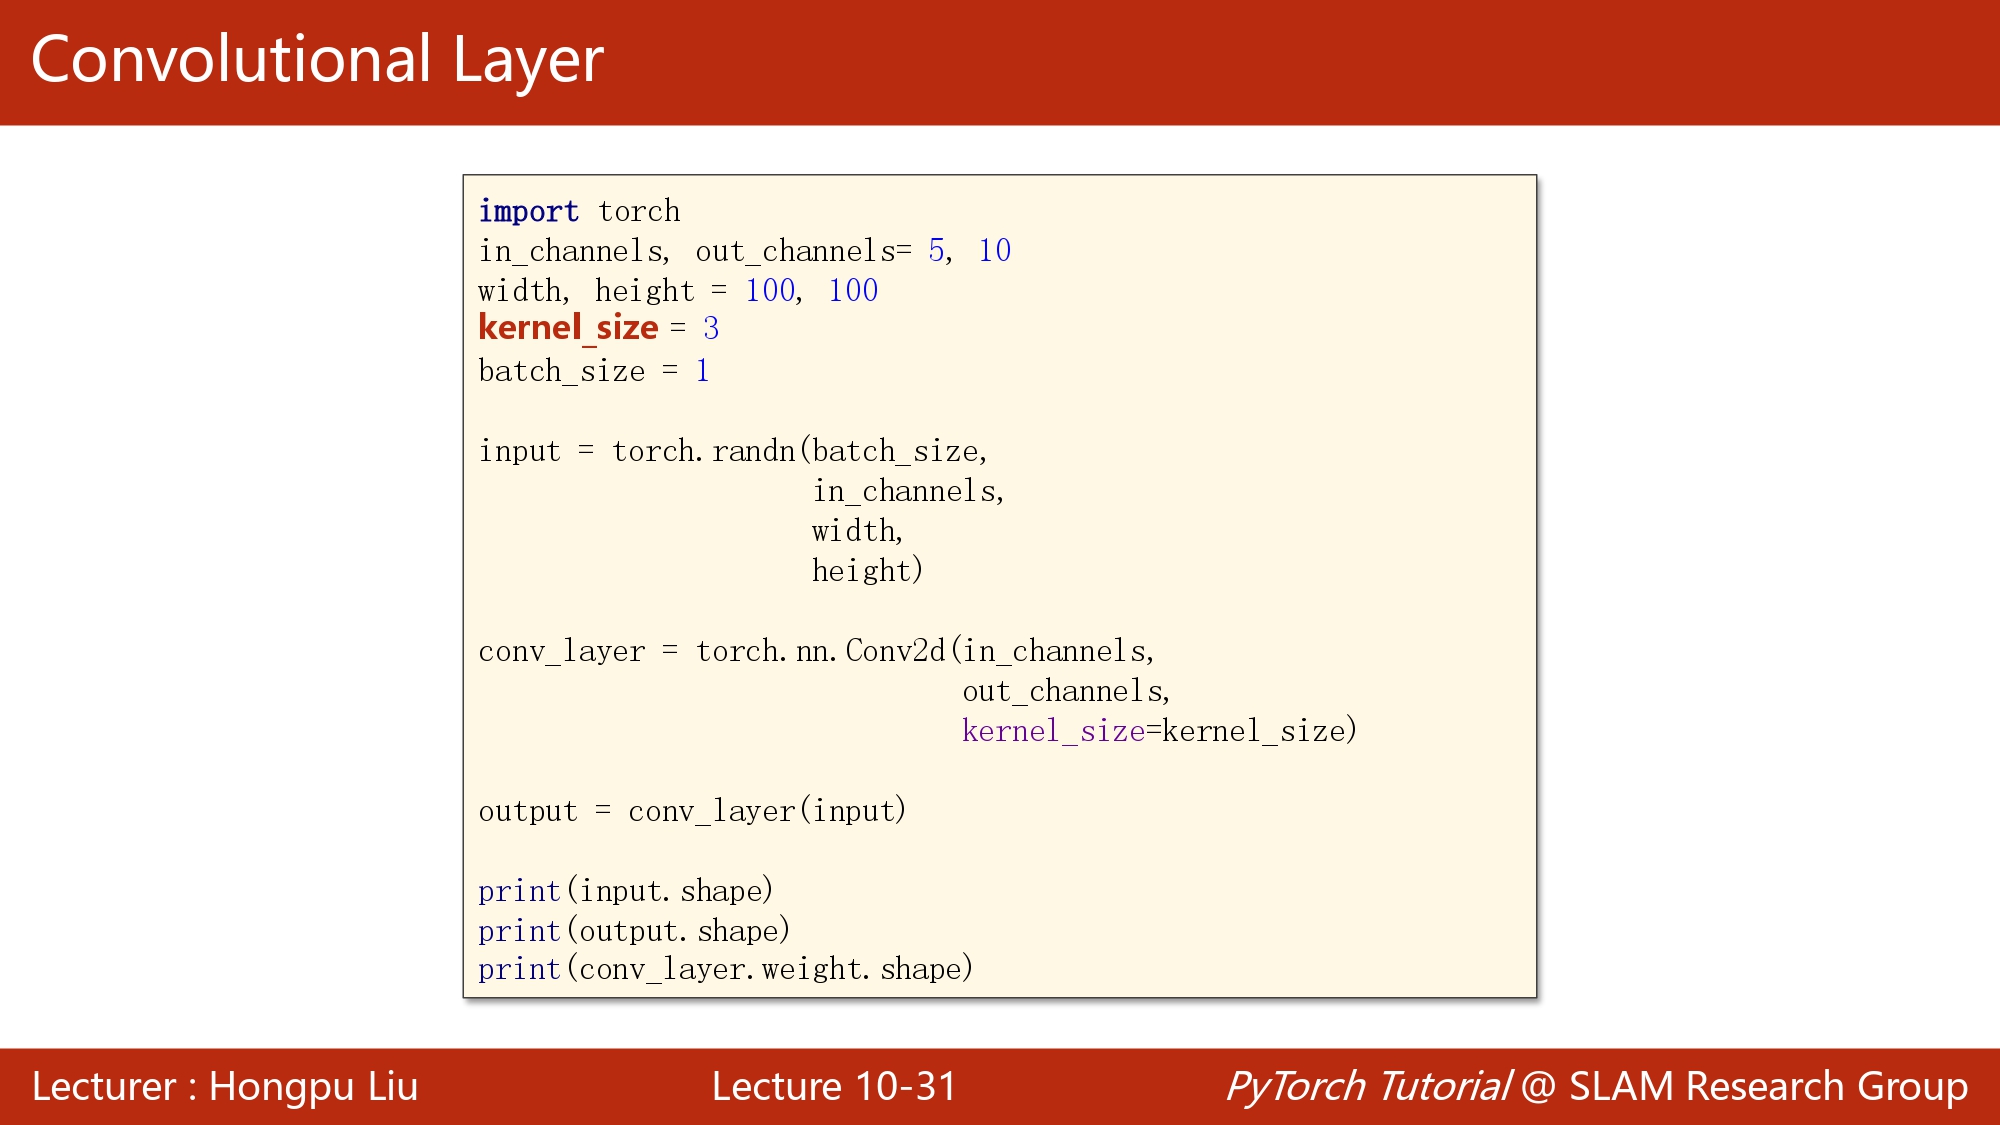 Convolutional Layer
import torch
in_channels, out_channels= 5, 10
width, height = 100, 100
kernel_size = 3
batch_size = 1
input = torch.randn(batch_size,
in_channels,
width,
height)
conv_layer = torch.nn.Conv2d(in_channels,
out_channels,
kernel_size=kernel_size)
output = conv_layer(input)
print(input.shape)
print(output.shape)
print(conv_layer.weight.shape)
Lecturer : Hongpu Liu
Lecture 10-31
PyTorch Tutorial @ SLAM Research Group